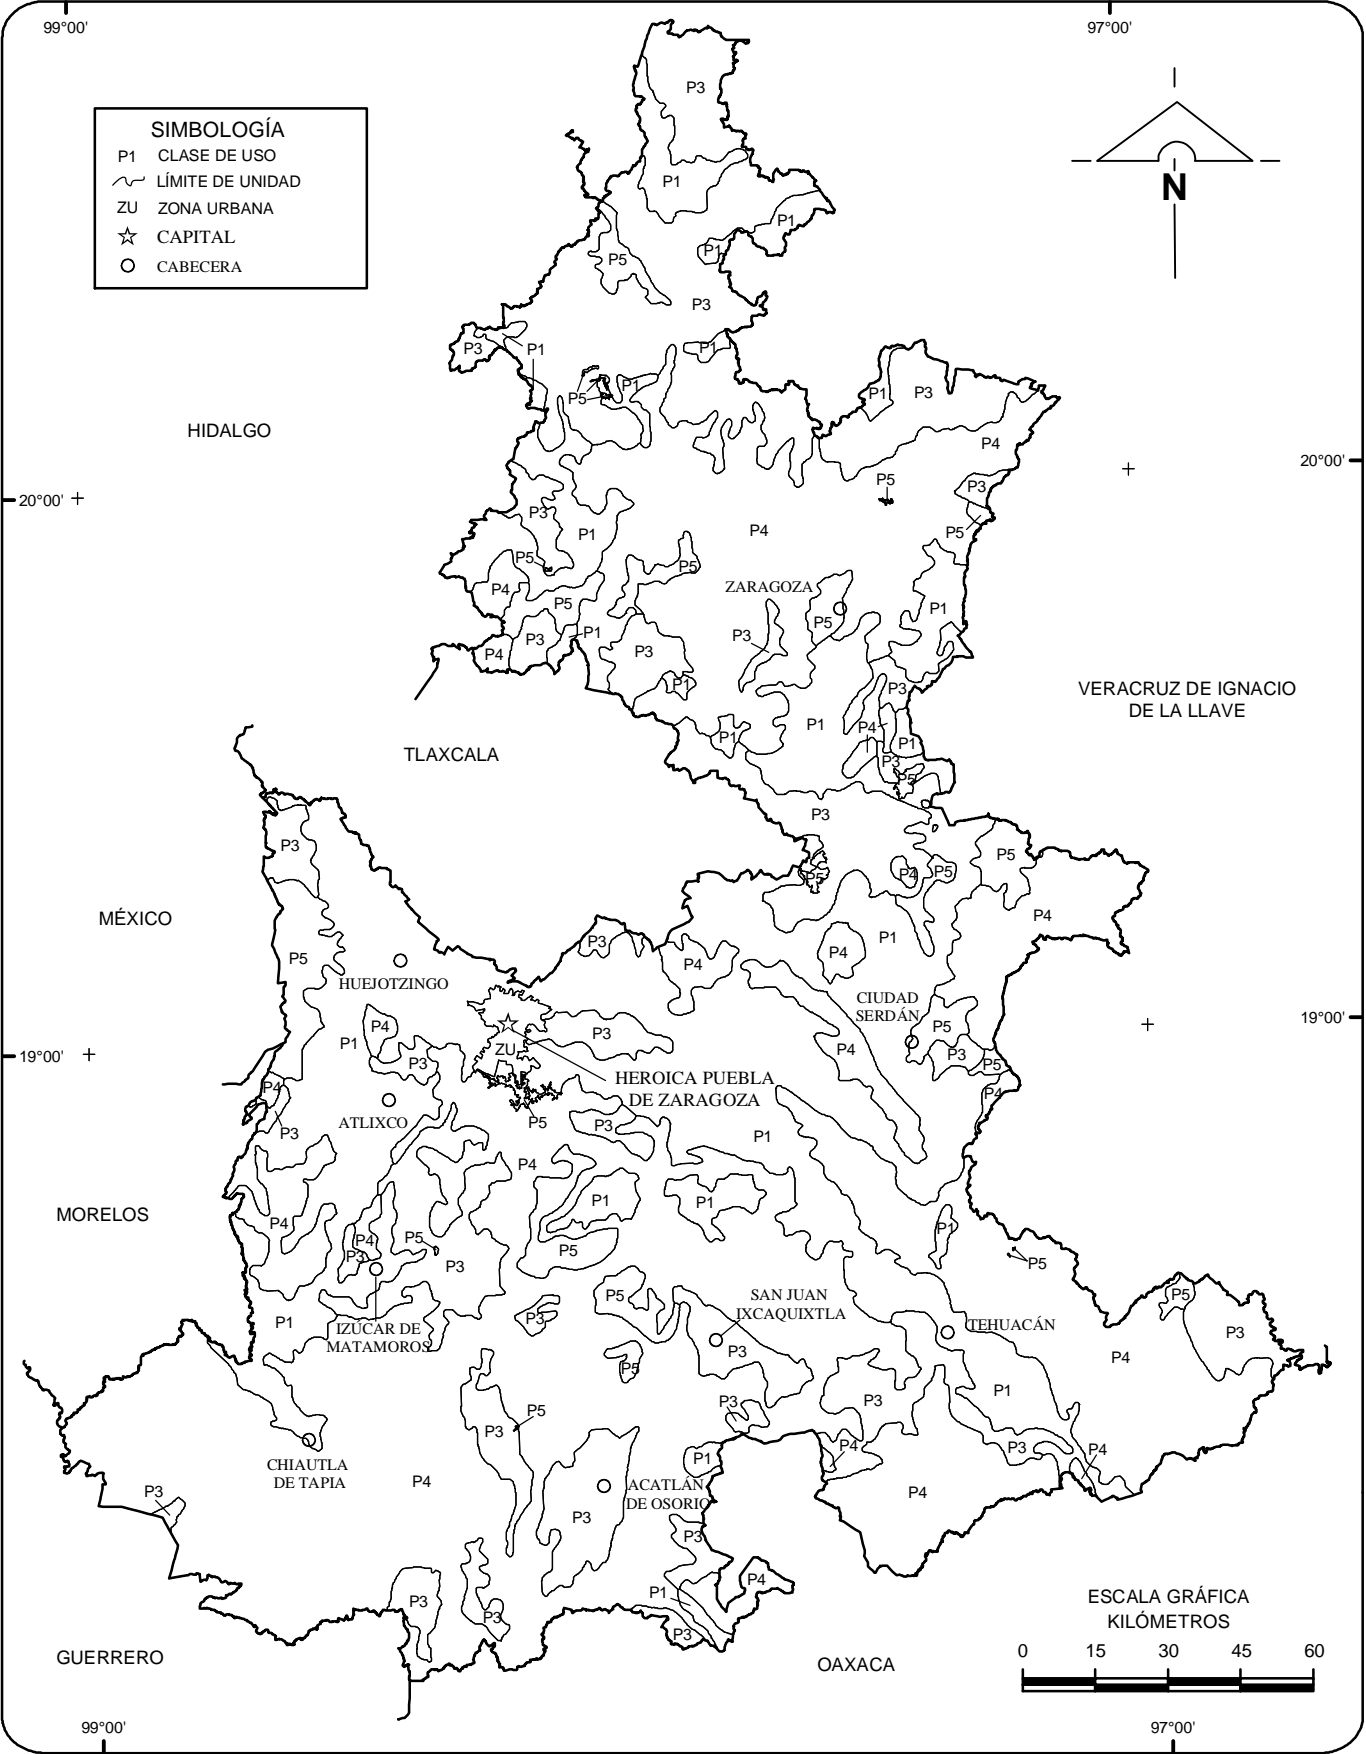 99°00'
97°00'
P3
SIMBOLOGÍA
P1 CLASE DE USO
LÍMITE DE UNIDAD
ZU ZONA URBANA
CAPITAL
CABECERA
N
P1
P1
P1
P5
P3
P3
P1
P1
P1
P5
P1
P3
HIDALGO
P4
20°00'
20°00'
P5
P3
P3
P5
P1
P4
P5
P5
P4
ZARAGOZA
P5
P1
P5
P3
P1
P3
P4
P3
P1
P3
VERACRUZ DE IGNACIO
DE LA LLAVE
P1
P4
P1
P1
TLAXCALA
P3
P5
P3
P3
P5
P5
P4
P5
MÉXICO
P4
P1
P3
P4
P4
P5
HUEJOTZINGO
CIUDAD
SERDÁN
P4
P5
P3
19°00'
19°00'
P1
ZU
P4
P3
P3
P5
HEROICA PUEBLA
DE ZARAGOZA
P4
P4
ATLIXCO
P5
P3
P3
P1
P4
P1
P1
MORELOS
P4
P1
P4
P5
P3
P5
P5
P3
SAN JUAN
IXCAQUIXTLA
P5
P5
P3
P1
IZÚCAR DE
MATAMOROS
TEHUACÁN
P3
P3
P4
P5
P1
P3
P3
P5
P3
P4
P3
P4
P1
CHIAUTLA
DE TAPIA
P4
ACATLÁN
DE OSORIO
P3
P4
P3
P3
P4
P1
P3
P3
P3
ESCALA GRÁFICA
KILÓMETROS
0 15 30 45 60
GUERRERO
OAXACA
99°00'
97°00'